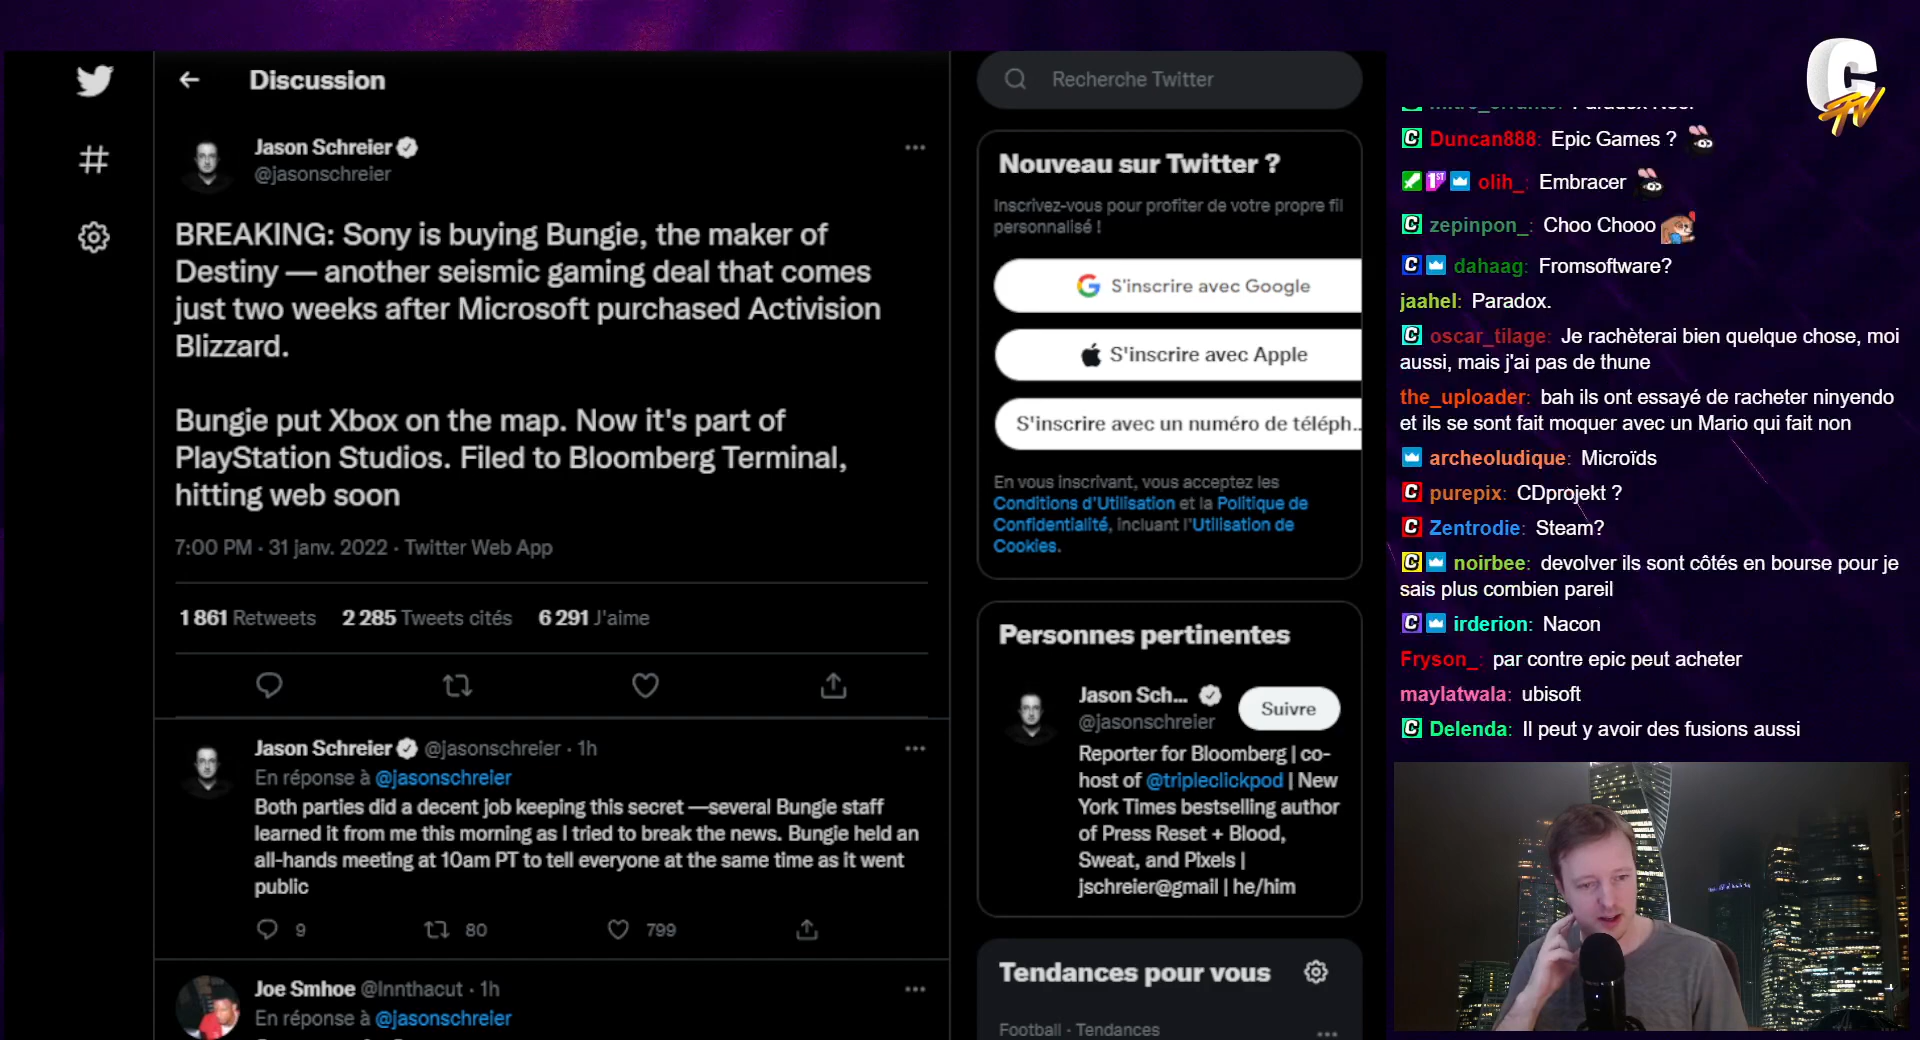 Discussion
Jason Schreier
@jasonschreier
BREAKING: Sony is buying Bungie, the maker of
Destiny — another seismic gaming deal that comes
just two weeks after Microsoft purchased Activision
Blizzard.
Bungie put Xbox on the map. Now it's part of
PlayStation Studios. Filed to Bloomberg Terminal,
hitting web soon
7:00 PM · 31 janv. 2022 · Twitter Web App
1 861 Retweets 2 285 Tweets cités 6 291 J'aime
Jason Schreier @jasonschreier · 1h
En réponse à @jasonschreier
Both parties did a decent job keeping this secret —several Bungie staff
learned it from me this morning as I tried to break the news. Bungie held an
all-hands meeting at 10am PT to tell everyone at the same time as it went
public
9 80 799
Joe Smhoe @Innthacut · 1h
En réponse à @jasonschreier
Recherche Twitter
Nouveau sur Twitter ?
Inscrivez-vous pour profiter de votre propre fil
personnalisé !
S'inscrire avec Google
S'inscrire avec Apple
S'inscrire avec un numéro de téléph…
En vous inscrivant, vous acceptez les
Conditions d'Utilisation et la Politique de
Confidentialité, incluant l'Utilisation de
Cookies.
Personnes pertinentes
Jason Sch…
@jasonschreier
Suivre
Reporter for Bloomberg | co-
host of @tripleclickpod | New
York Times bestselling author
of Press Reset + Blood,
Sweat, and Pixels |
jschreier@gmail | he/him
Tendances pour vous
Football · Tendances
C TV
Duncan888: Epic Games ?
1ST olih_: Embracer
zepinpon_: Choo Chooo
dahaag: Fromsoftware?
jaahel: Paradox.
oscar_tilage: Je rachèterai bien quelque chose, moi
aussi, mais j'ai pas de thune
the_uploader: bah ils ont essayé de racheter ninyendo
et ils se sont fait moquer avec un Mario qui fait non
archeoludique: Microïds
purepix: CDprojekt ?
Zentrodie: Steam?
noirbee: devolver ils sont côtés en bourse pour je
sais plus combien pareil
irderion: Nacon
Fryson_: par contre epic peut acheter
maylatwala: ubisoft
Delenda: Il peut y avoir des fusions aussi